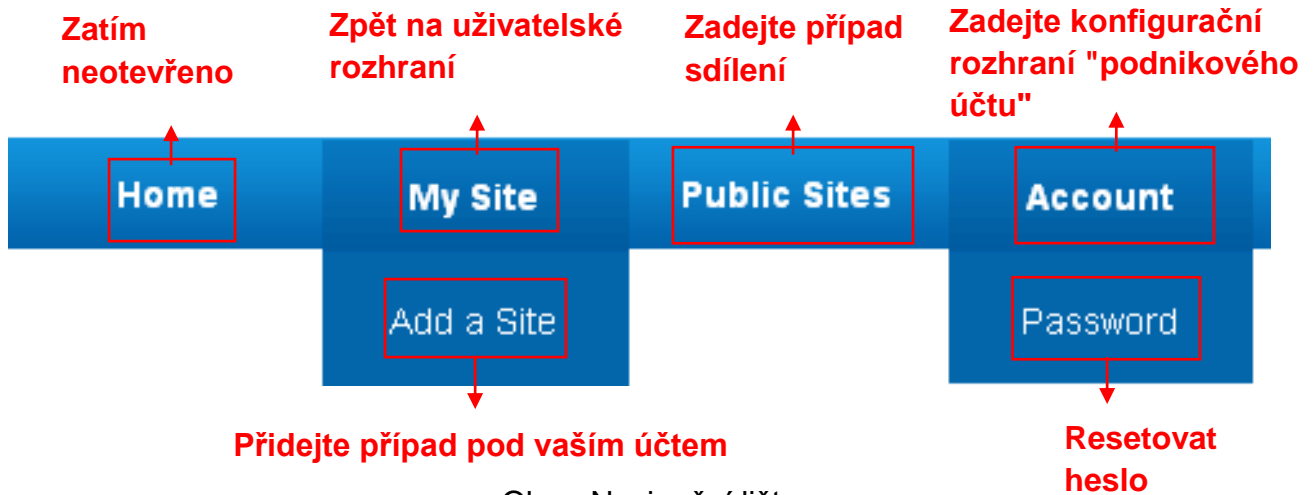 Zatím
neotevřeno
Zpět na uživatelské
rozhraní
Zadejte případ
sdílení
Zadejte konfigurační
rozhraní "podnikového
účtu"
Home
My Site
Public Sites
Account
Add a Site
Password
Přidejte případ pod vaším účtem
Resetovat
heslo